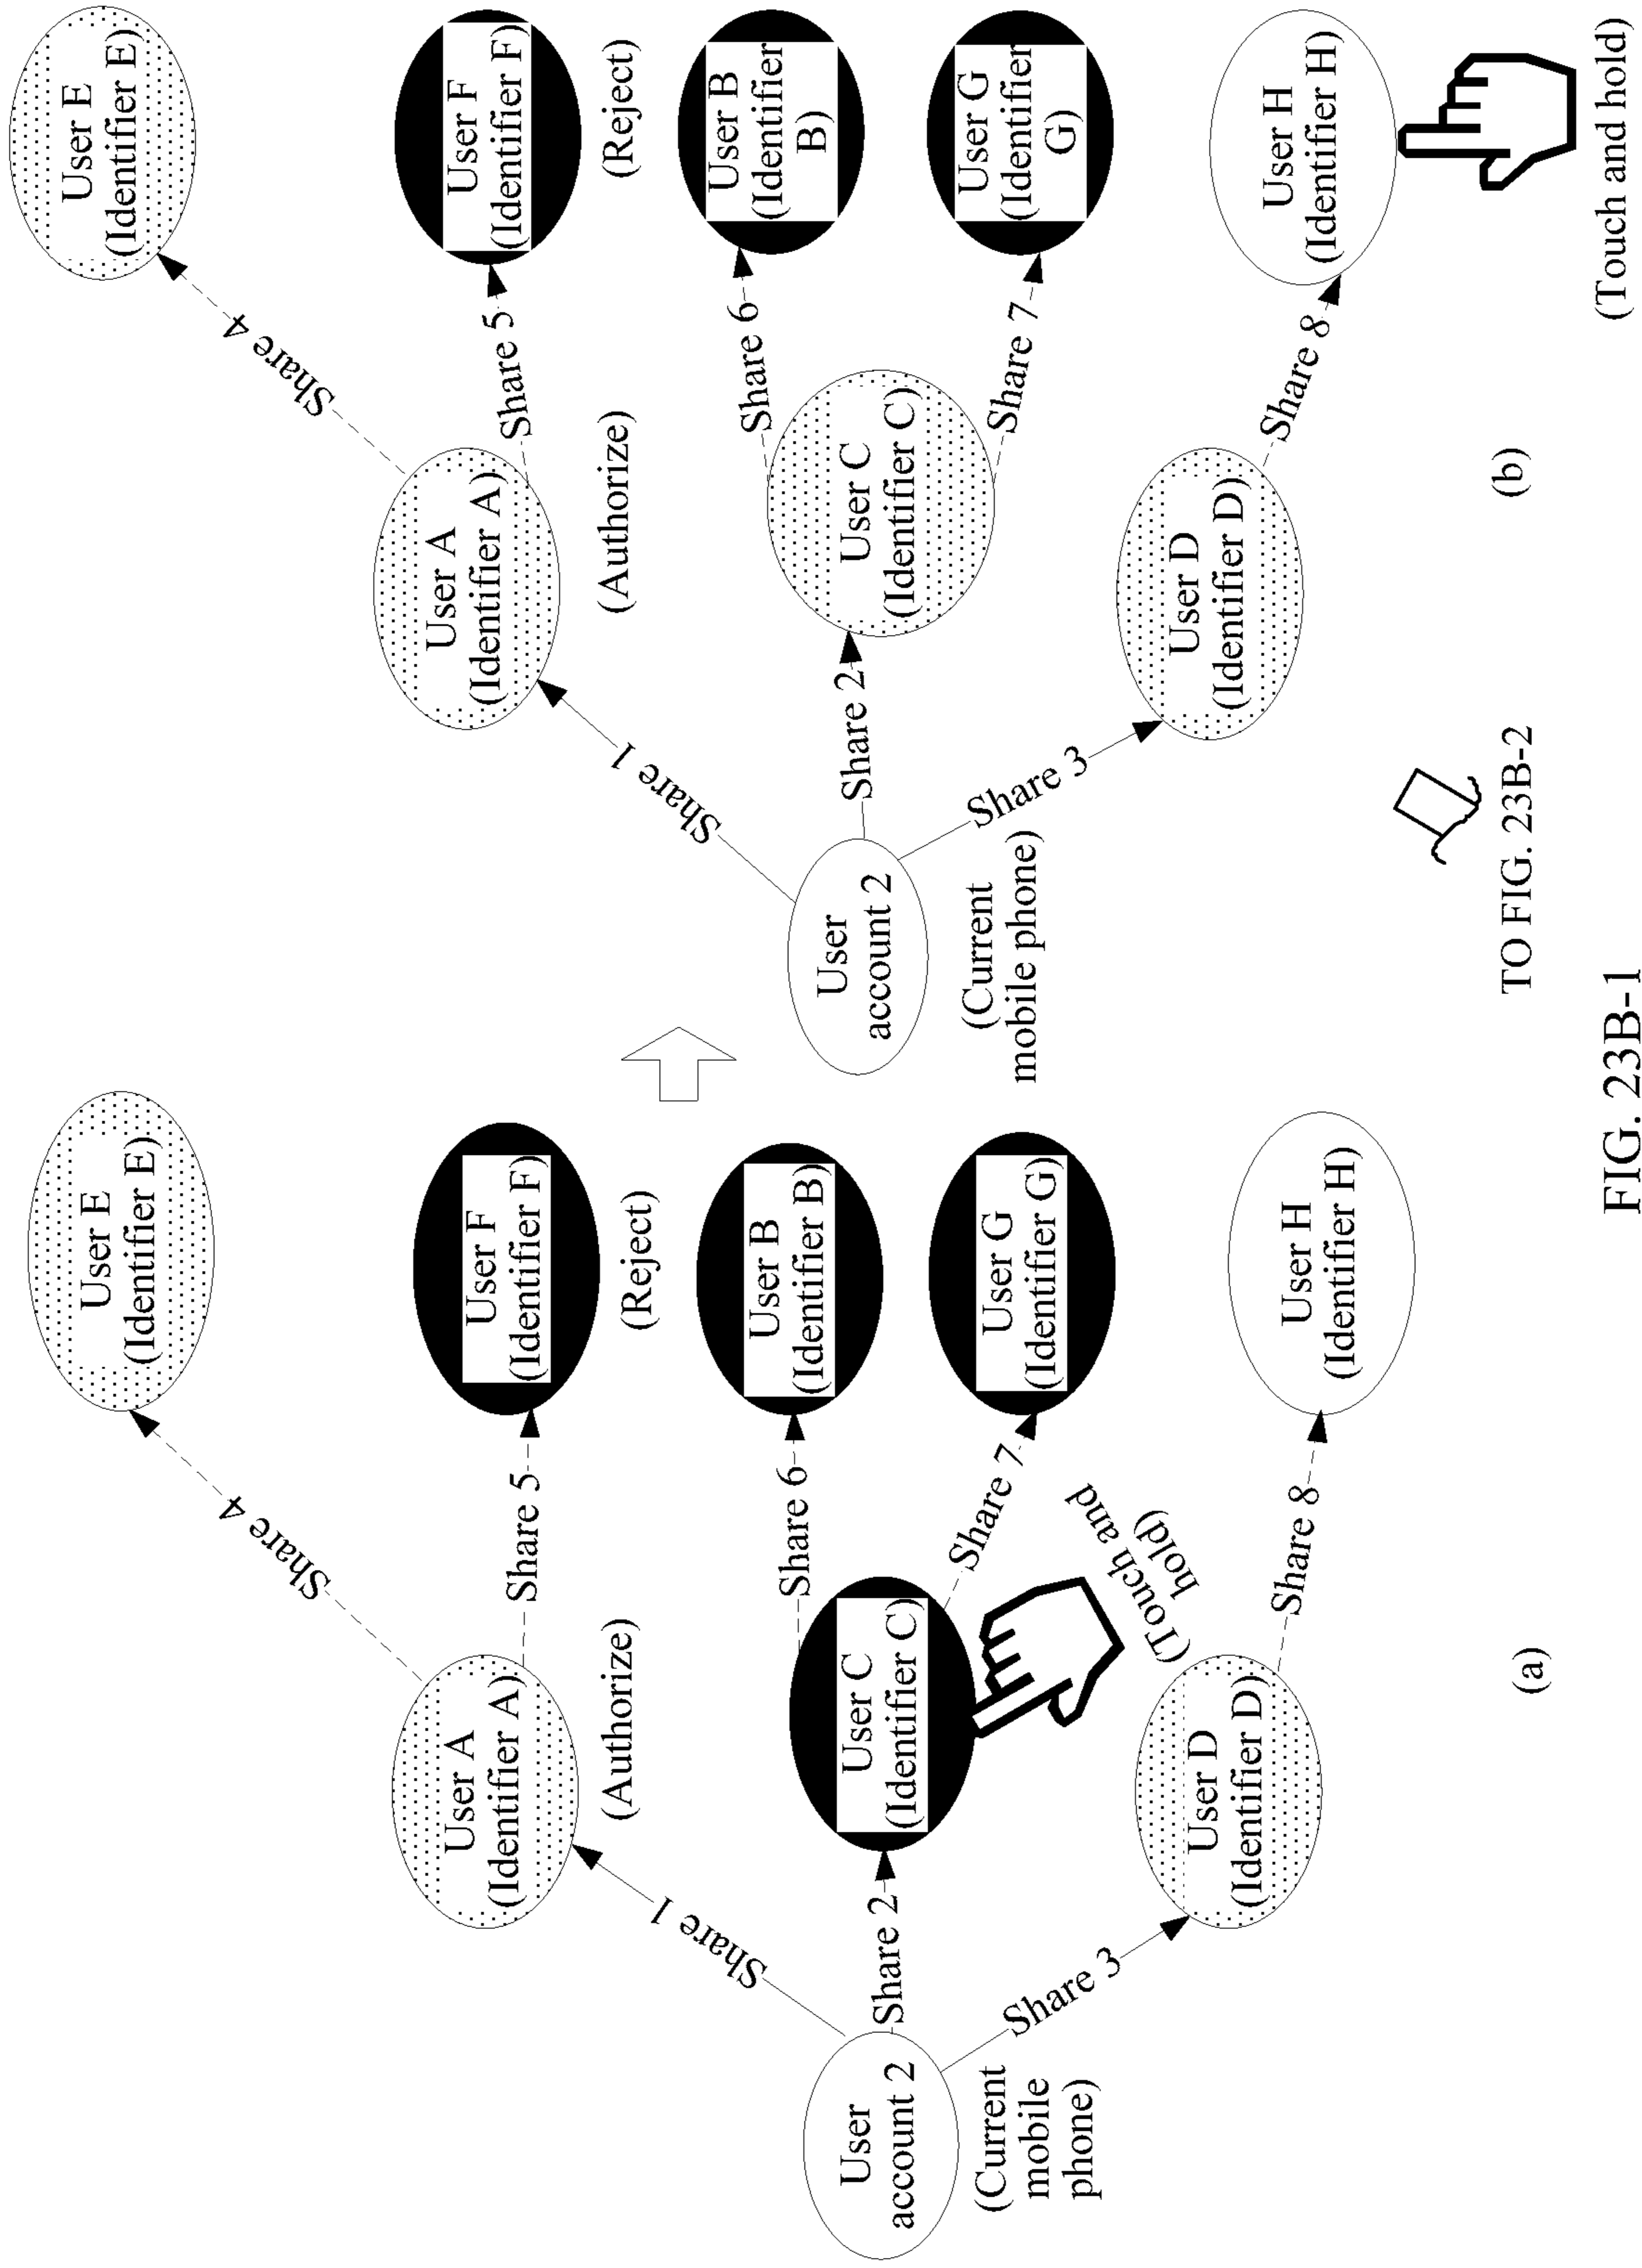 User
account 2
(Current
mobile
phone)
Share 1
Share 2
Share 3
User A
(Identifier A)
(Authorize)
User C
(Identifier C)
(Touch and
hold)
User D
(Identifier D)
Share 4
Share 5
Share 6
Share 7
Share 8
User E
(Identifier E)
User F
(Identifier F)
(Reject)
User B
(Identifier B)
User G
(Identifier G)
User H
(Identifier H)
(a)
User
account 2
(Current
mobile phone)
Share 1
Share 2
Share 3
User A
(Identifier A)
(Authorize)
User C
(Identifier C)
User D
(Identifier D)
Share 4
Share 5
Share 6
Share 7
Share 8
User E
(Identifier E)
User F
(Identifier F)
(Reject)
User B
(Identifier
B)
User G
(Identifier
G)
User H
(Identifier H)
(Touch and hold)
(b)
TO FIG. 23B-2
FIG. 23B-1